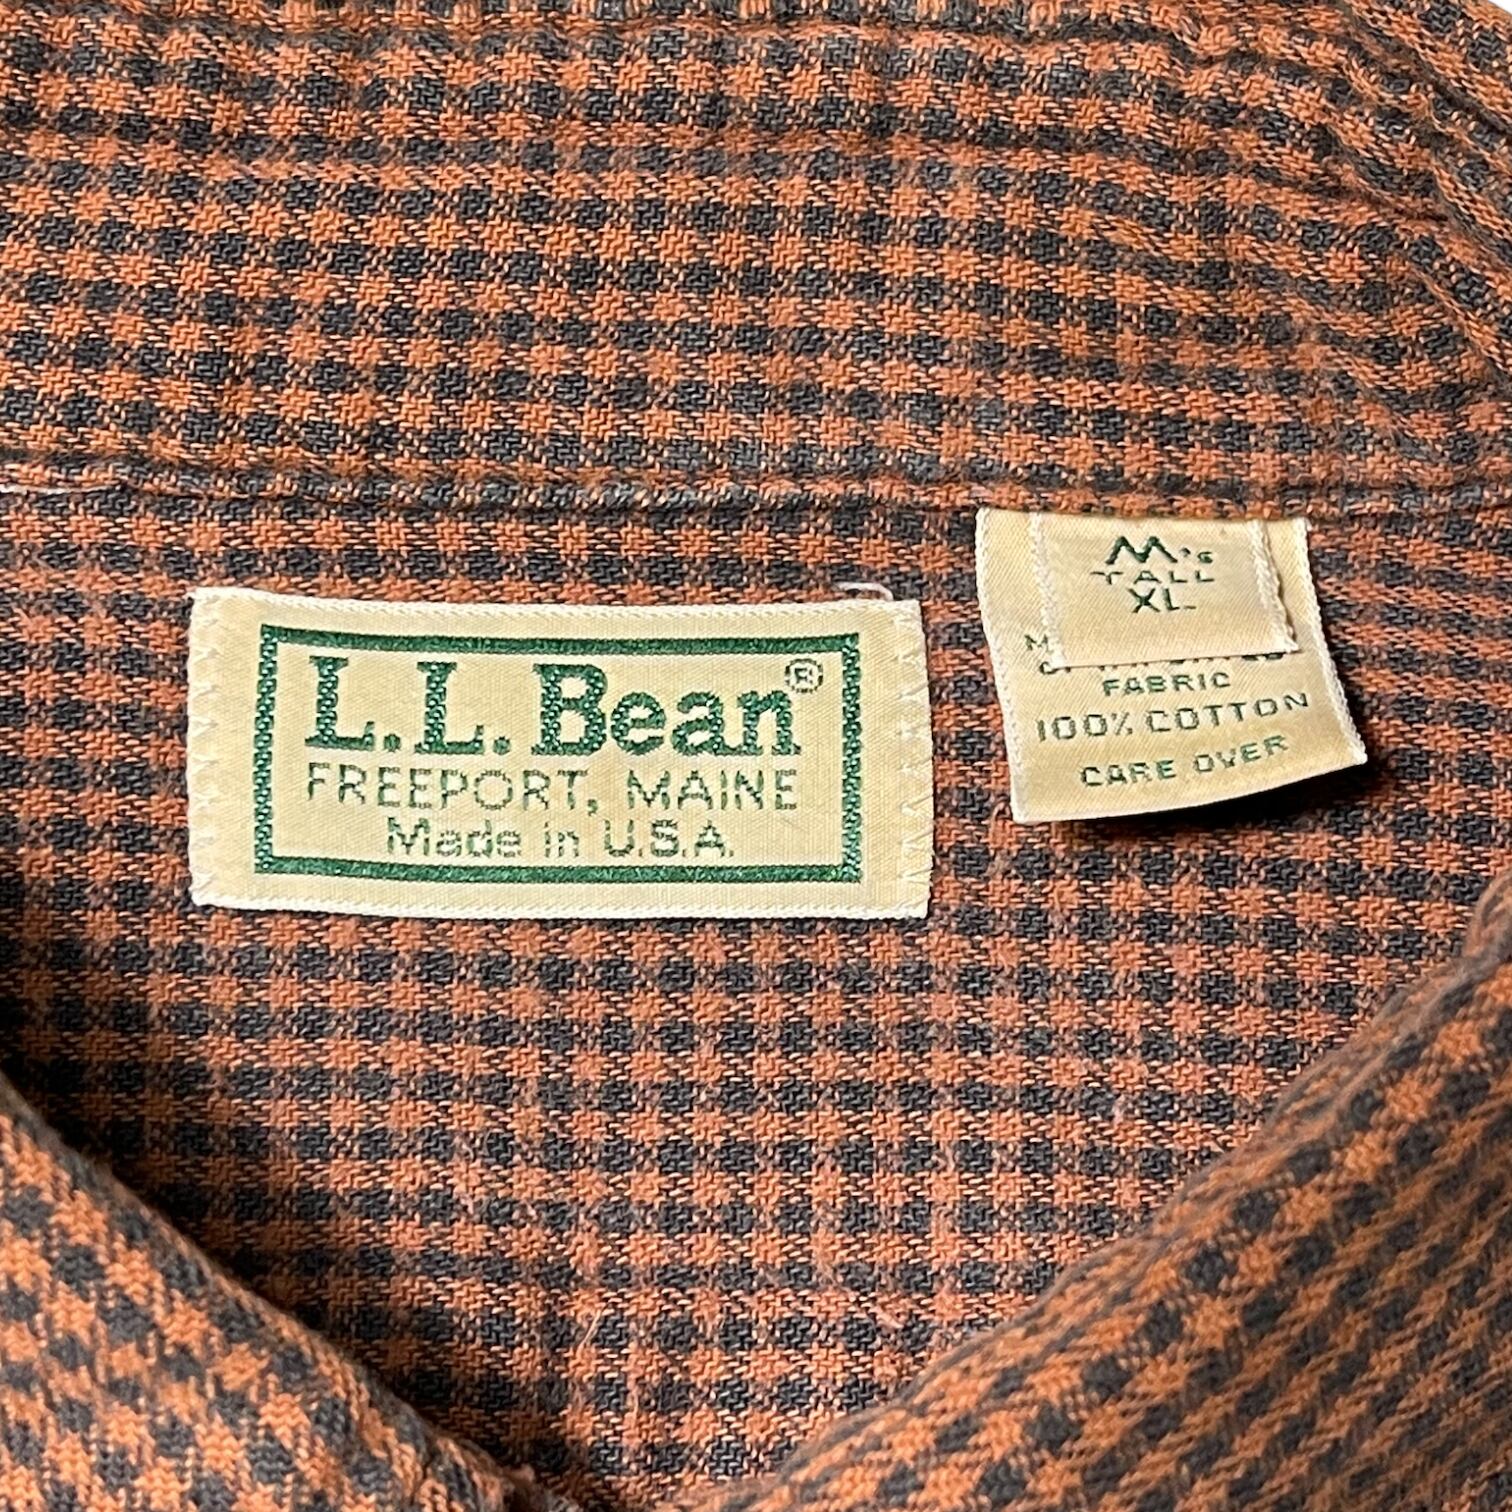 L.L.Bean®
FREEPORT, MAINE
Made in U.S.A.
M's
TALL
XL
FABRIC
100% COTTON
CARE OVER